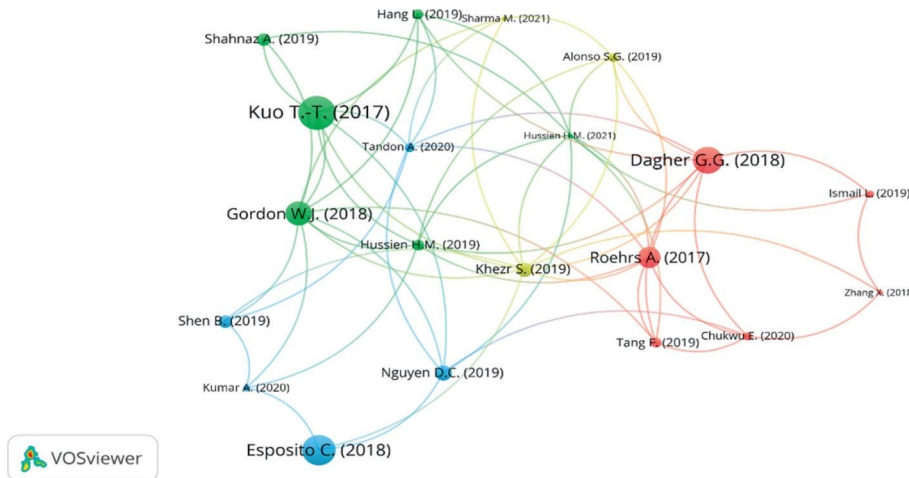 Hang L. (2019)
Sharma M. (2021)
Shahnaz A. (2019)
Alonso S.G. (2019)
Kuo T.-T. (2017)
Hussien H.M. (2021)
Tandon A. (2020)
Dagher G.G. (2018)
Ismail L. (2019)
Gordon W.J. (2018)
Hussien H.M. (2019)
Roehrs A. (2017)
Khezr S. (2019)
Zhang X. (2018
Shen B. (2019)
Chukwu E. (2020)
Tang F. (2019)
Nguyen D.C. (2019)
Kumar A. (2020)
Esposito C. (2018)
VOSviewer